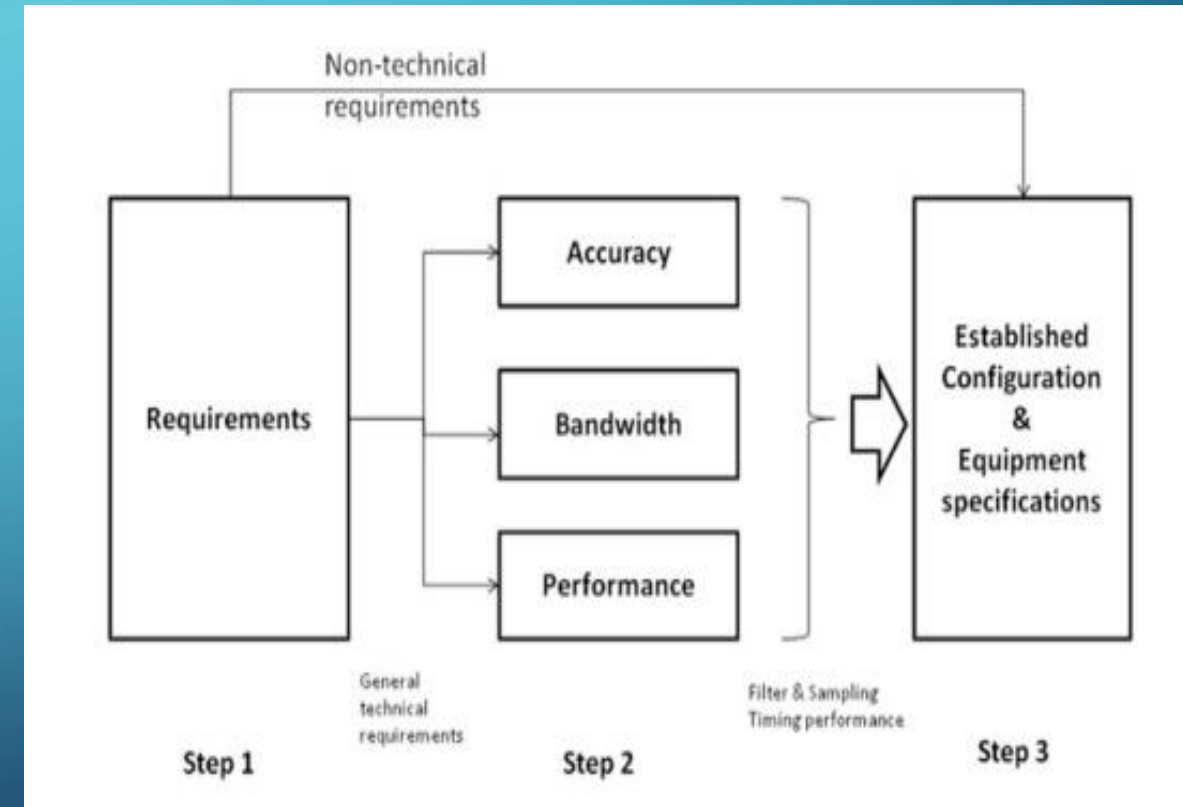 Non-technical
requirements
Requirements
Accuracy
Bandwidth
Performance
Established
Configuration
&
Equipment
specifications
General
technical
requirements
Filter & Sampling
Timing performance
Step 1
Step 2
Step 3